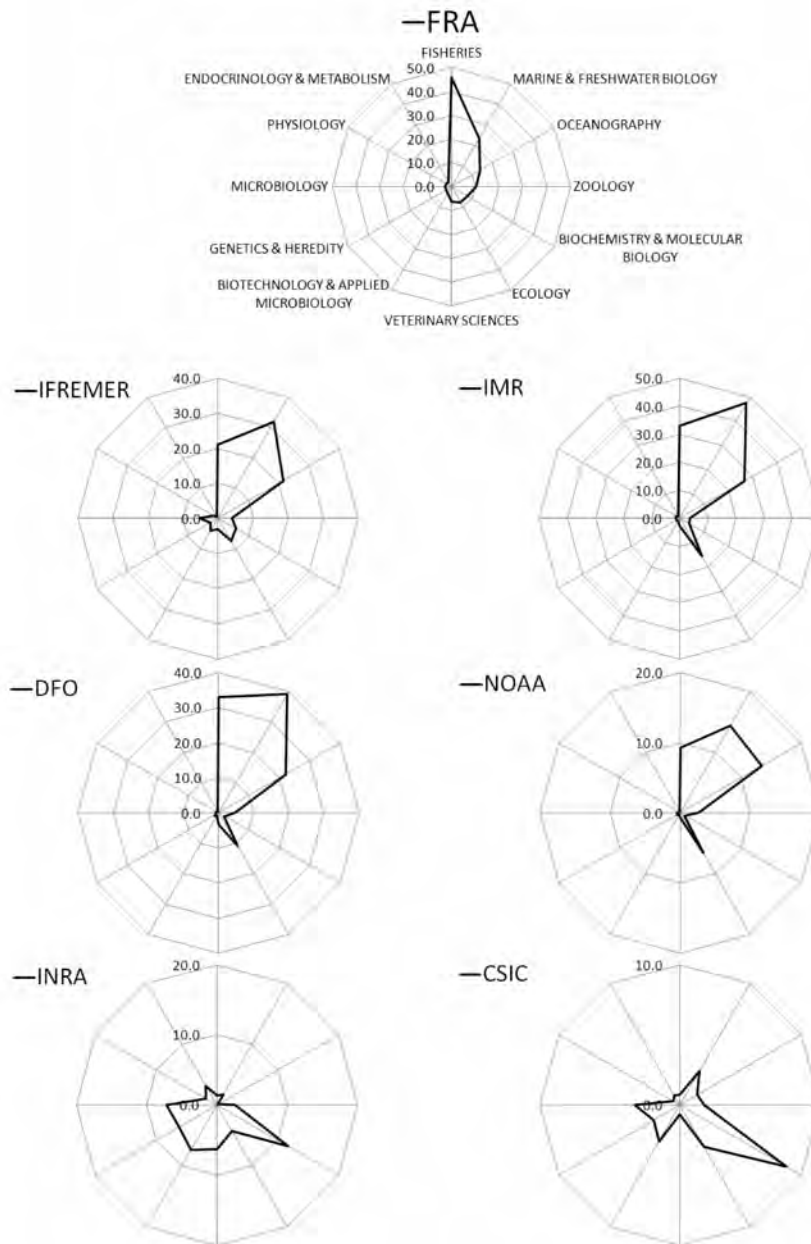 —FRA
FISHERIES
50.0
ENDOCRINOLOGY & METABOLISM
MARINE & FRESHWATER BIOLOGY
40.0
PHYSIOLOGY
30.0
OCEANOGRAPHY
20.0
10.0
MICROBIOLOGY
0.0
ZOOLOGY
GENETICS & HEREDITY
BIOCHEMISTRY & MOLECULAR
BIOLOGY
BIOTECHNOLOGY & APPLIED
MICROBIOLOGY
ECOLOGY
VETERINARY SCIENCES
—IFREMER
40.0
30.0
20.0
10.0
0.0
—IMR
50.0
40.0
30.0
20.0
10.0
0.0
—DFO
40.0
30.0
20.0
10.0
0.0
—NOAA
20.0
10.0
0.0
—INRA
20.0
10.0
0.0
—CSIC
10.0
0.0